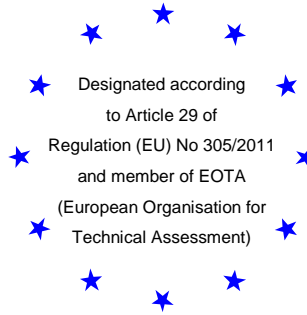 Designated according
to Article 29 of
Regulation (EU) No 305/2011
and member of EOTA
(European Organisation for
Technical Assessment)